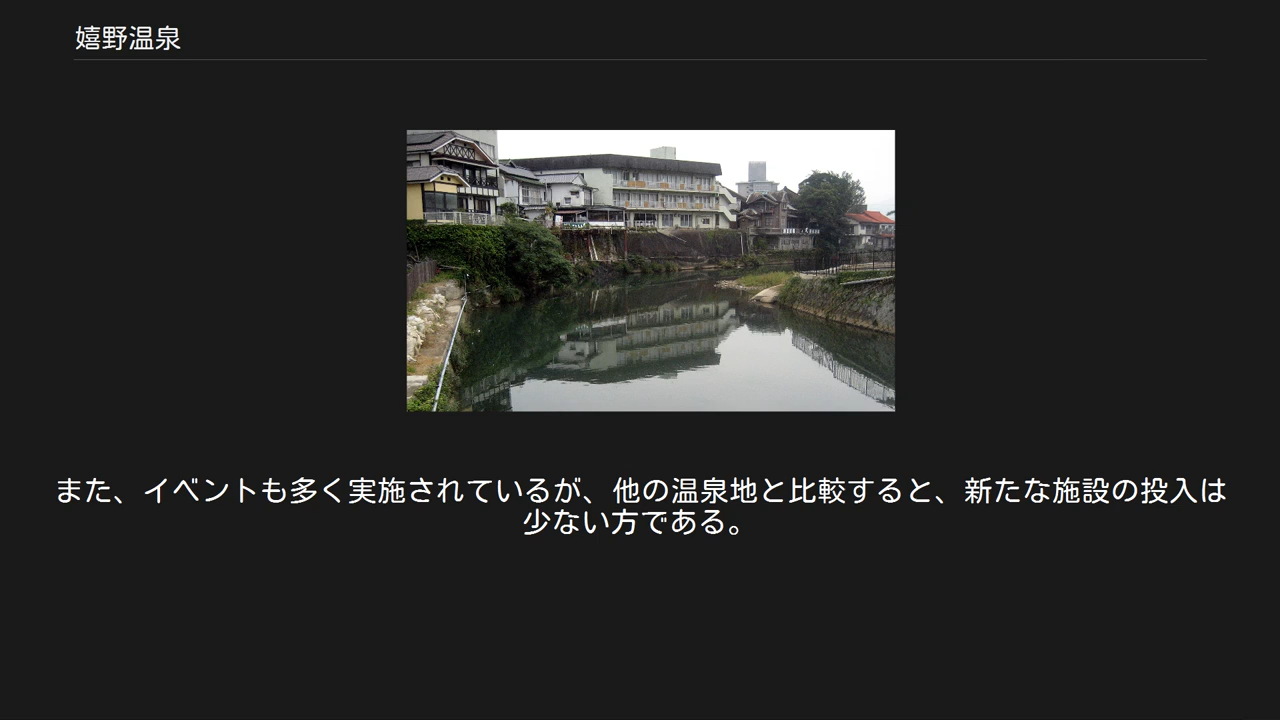 嬉野温泉
また、イベントも多く実施されているが、他の温泉地と比較すると、新たな施設の投入は
少ない方である。